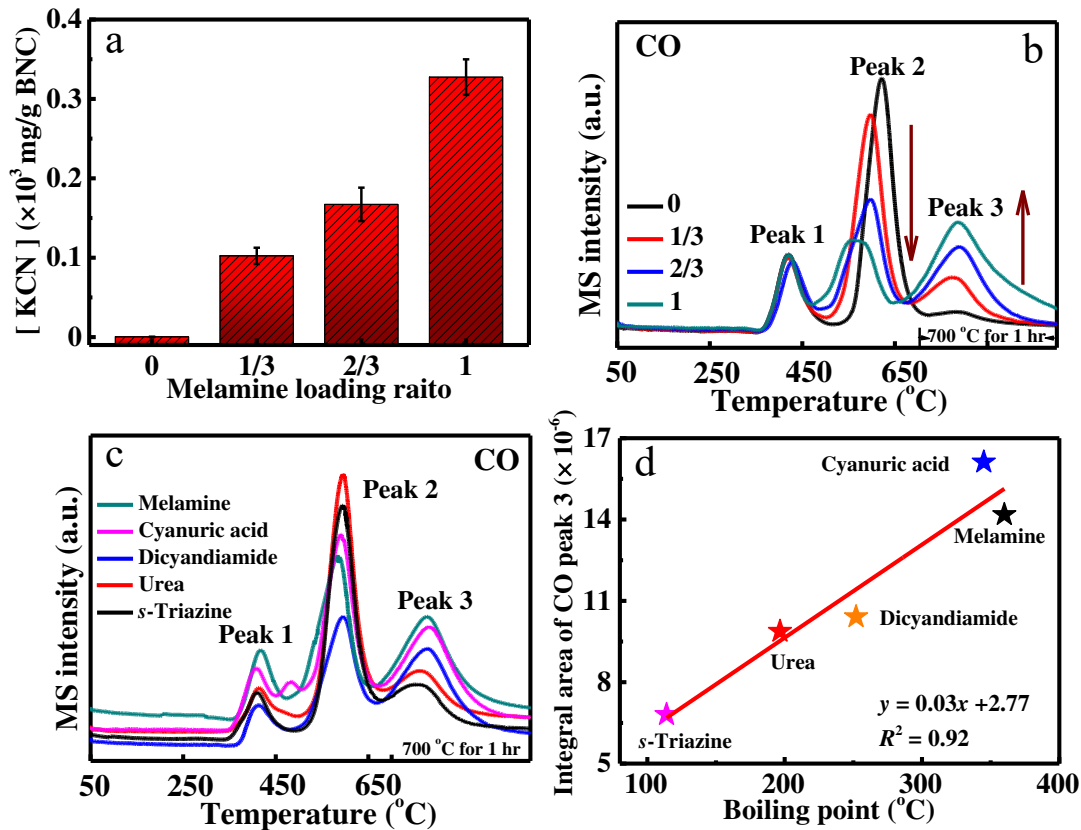 a
[ KCN ] (×10³ mg/g BNC)
0.4
0.3
0.2
0.1
0
0 1/3 2/3 1
Melamine loading raito
b
CO
MS intensity (a.u.)
Peak 1
Peak 2
Peak 3
0
1/3
2/3
1
700 °C for 1 hr
50 250 450 650
Temperature (°C)
c
CO
MS intensity (a.u.)
Melamine
Cyanuric acid
Dicyandiamide
Urea
s-Triazine
Peak 1
Peak 2
Peak 3
700 °C for 1 hr
50 250 450 650
Temperature (°C)
d
Integral area of CO peak 3 (×10⁻⁶)
17
14
11
8
5
Cyanuric acid
Melamine
Dicyandiamide
Urea
s-Triazine
y = 0.03x +2.77
R² = 0.92
100 200 300 400
Boiling point (°C)